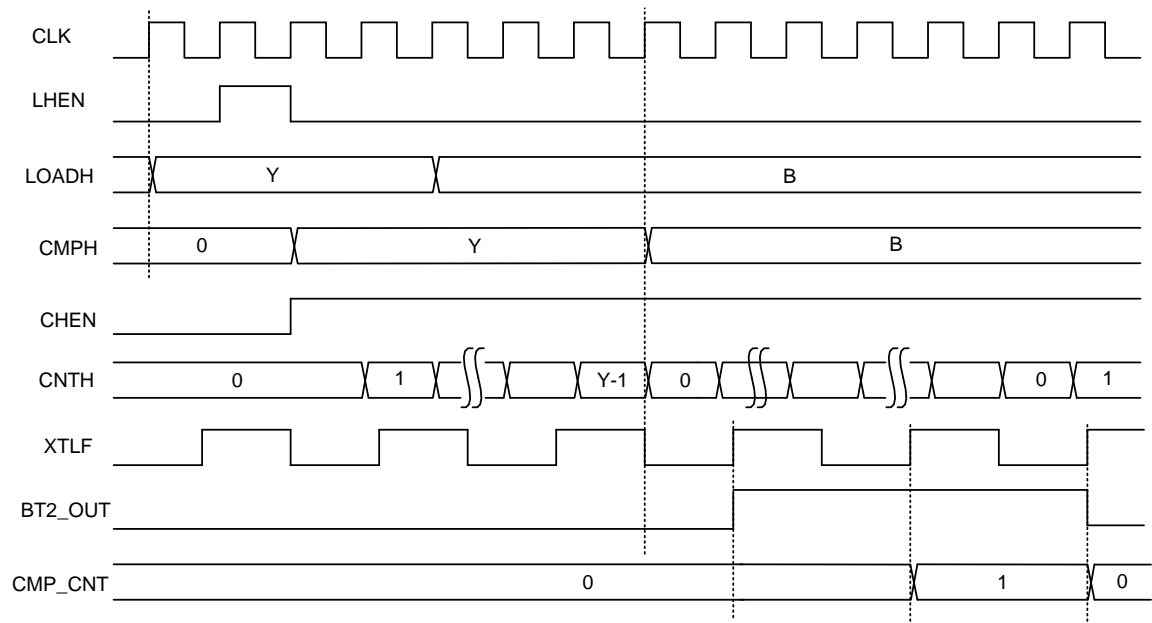 CLK
LHEN
LOADH Y B
CMPH 0 Y B
CHEN
CNTH 0 1 Y-1 0 0 1
XTLF
BT2_OUT
CMP_CNT 0 1 0